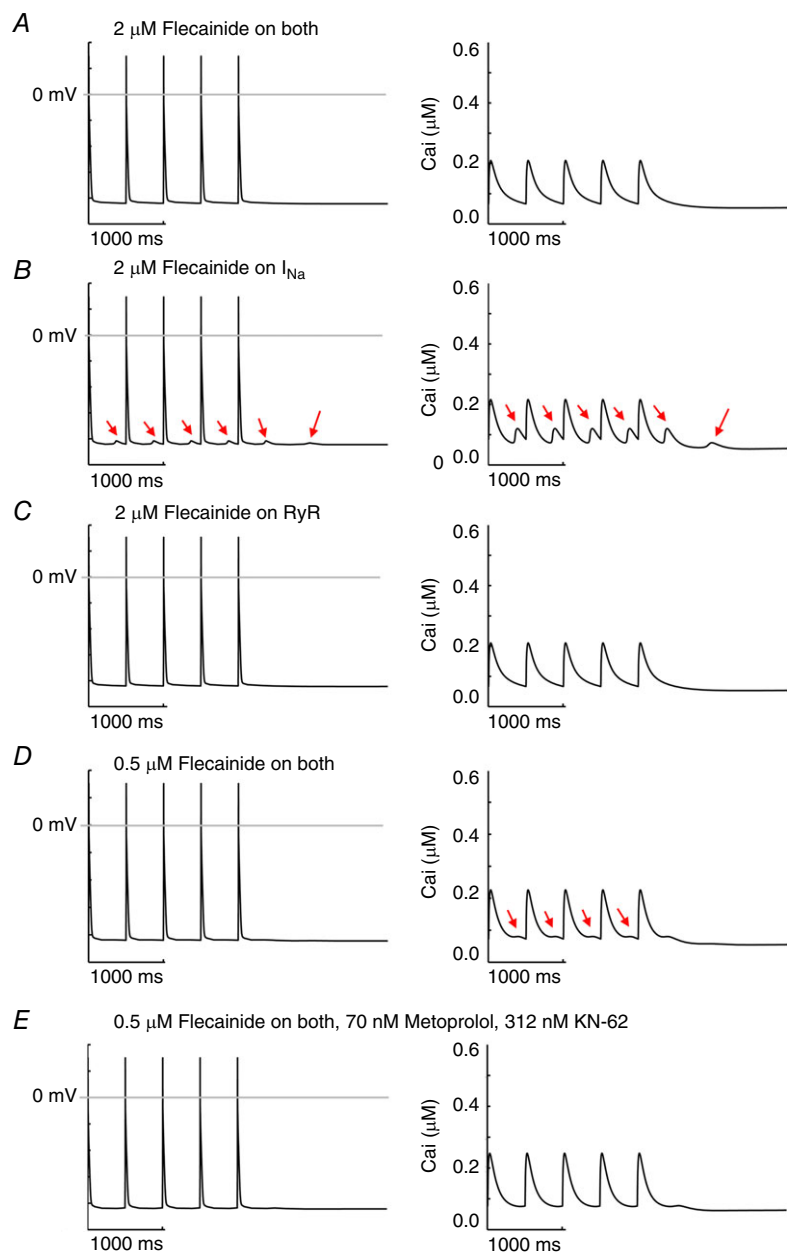 A
2 μM Flecainide on both
0 mV
1000 ms
Cai (μM)
0.6
0.4
0.2
0.0
1000 ms
B
2 μM Flecainide on INa
0 mV
1000 ms
Cai (μM)
0.6
0.4
0.2
0.0
0
1000 ms
C
2 μM Flecainide on RyR
0 mV
1000 ms
Cai (μM)
0.6
0.4
0.2
0.0
1000 ms
D
0.5 μM Flecainide on both
0 mV
1000 ms
Cai (μM)
0.6
0.4
0.2
0.0
1000 ms
E
0.5 μM Flecainide on both, 70 nM Metoprolol, 312 nM KN-62
0 mV
1000 ms
Cai (μM)
0.6
0.4
0.2
0.0
1000 ms